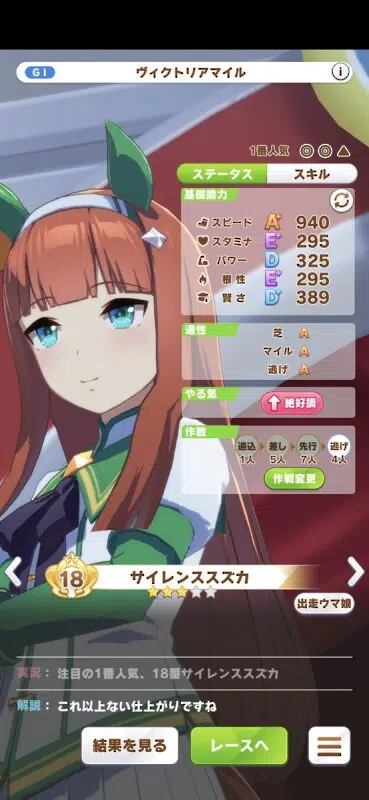 G I ヴィクトリアマイル i
1番人気 ◎ ◎ ▲
ステータス スキル
基礎能力
スピード A+ 940
スタミナ E+ 295
パワー D 325
根性 E+ 295
賢さ D+ 389
適性
芝 A
マイル A
逃げ A
やる気
絶好調
作戦
追込 差し 先行 逃げ
1人 5人 7人 4人
作戦変更
18 サイレンススズカ
出走ウマ娘
実況： 注目の1番人気、18番サイレンススズカ
解説： これ以上ない仕上がりですね
結果を見る レースへ